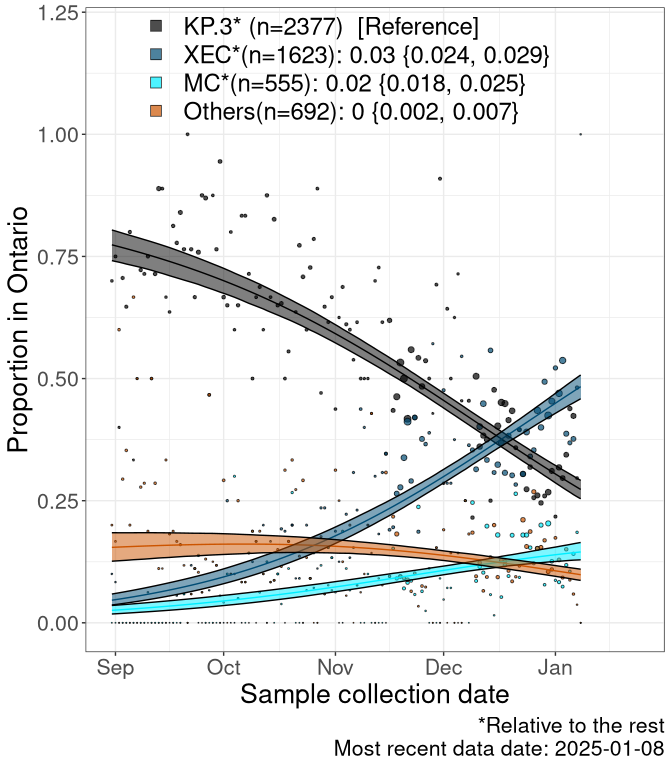 KP.3* (n=2377)  [Reference]
XEC*(n=1623): 0.03 {0.024, 0.029}
MC*(n=555): 0.02 {0.018, 0.025}
Others(n=692): 0 {0.002, 0.007}
1.25
1.00
0.75
0.50
0.25
0.00
Proportion in Ontario
Sep Oct Nov Dec Jan
Sample collection date
*Relative to the rest
Most recent data date: 2025-01-08